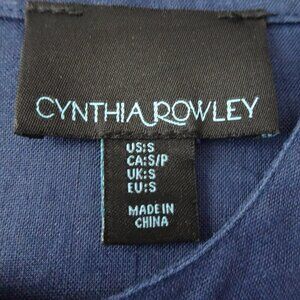 CYNTHIA ROWLEY
US:S
CA:S/P
UK:S
EU:S
MADE IN
CHINA